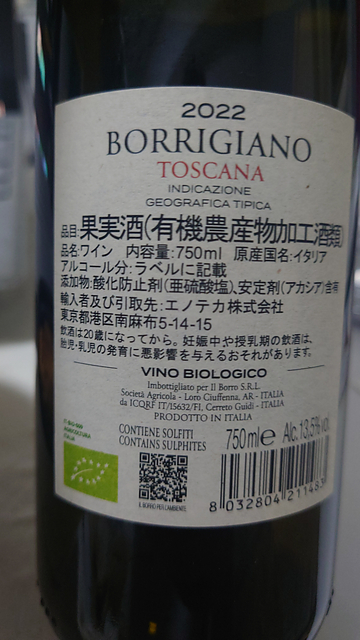 2022
BORRIGIANO
TOSCANA
INDICAZIONE
GEOGRAFICA TIPICA
品目:果実酒(有機農産物加工酒類)
品名:ワイン 内容量:750ml 原産国名:イタリア
アルコール分:ラベルに記載
添加物:酸化防止剤(亜硫酸塩)、安定剤(アカシア)含有
輸入者及び引取先:エノテカ株式会社
東京都港区南麻布5-14-15
飲酒は20歳になってから。妊娠中や授乳期の飲酒は、
胎児・乳児の発育に悪影響を与えるおそれがあります。
VINO BIOLOGICO
Imbottigliato per Il Borro S.R.L.
Società Agricola - Loro Ciuffenna, AR - ITALIA
da ICQRF IT/15632/FI, Cerreto Guidi - ITALIA
PRODOTTO IN ITALIA
AGRICOLTURA
ITALIA
CONTIENE SOLFITI
CONTAINS SULPHITES
750 ml e Alc. 13,5% vol
IL BORRO PER L'AMBIENTE
8 032804 211483